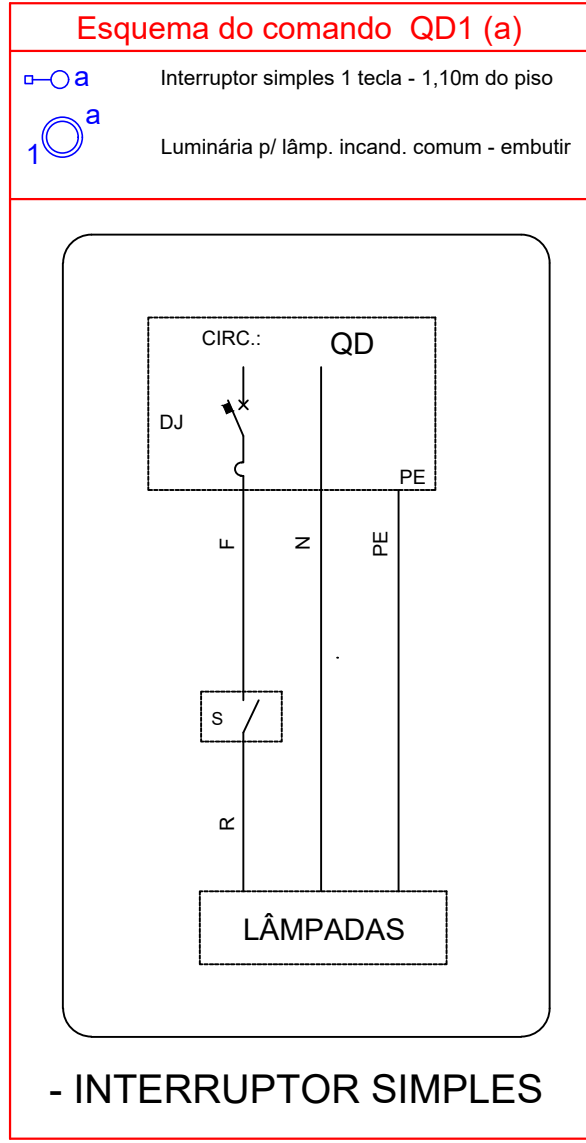 Esquema do comando QD1 (a)
a Interruptor simples 1 tecla - 1,10m do piso
1 a Luminária p/ lâmp. incand. comum - embutir
CIRC.: QD
DJ
PE
F N PE
S
R
LÂMPADAS
- INTERRUPTOR SIMPLES